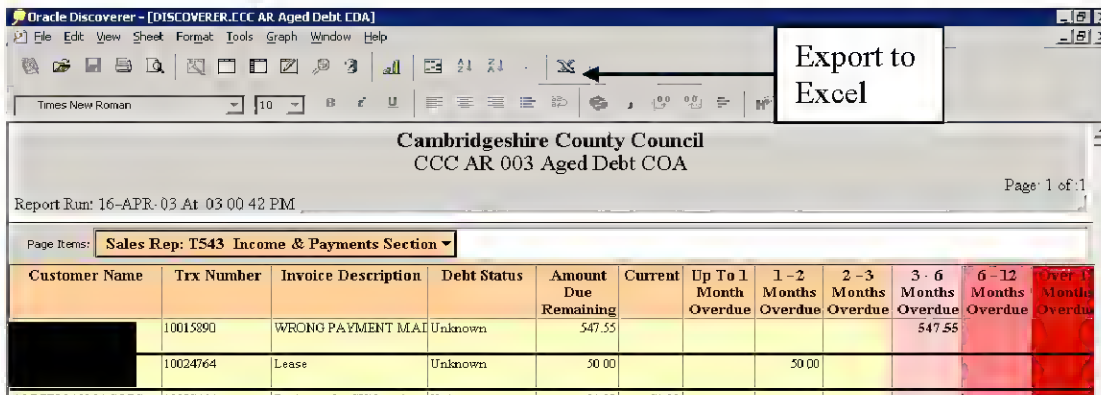 Oracle Discoverer - [DISCOVERER.CCC AR Aged Debt COA]
File Edit View Sheet Format Tools Graph Window Help
Export to
Excel
Times New Roman 10 B U
Cambridgeshire County Council
CCC AR 003 Aged Debt COA
Page: 1 of :1
Report Run: 16-APR-03 At 03 00 42 PM
Page Items: Sales Rep: T543 Income & Payments Section
Customer Name Trx Number Invoice Description Debt Status Amount Current Up To 1 1 - 2 2 - 3 3 - 6 6 - 12
Due Month Months Months Months Months
Remaining Overdue Overdue Overdue Overdue Overdue
10015890 WRONG PAYMENT MAI Unknown 547.55 547.55
10024764 Lease Unknown 50.00 50.00